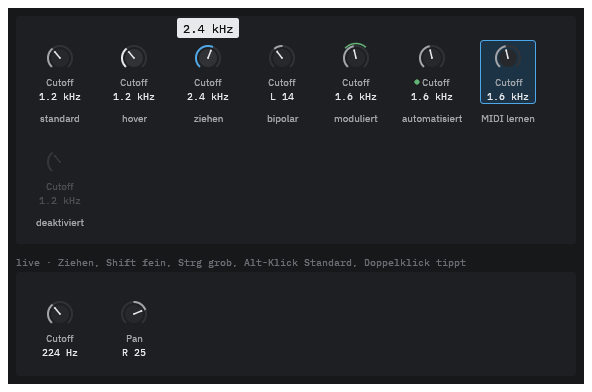 2.4 kHz
Cutoff Cutoff Cutoff Cutoff Cutoff Cutoff Cutoff
1.2 kHz 1.2 kHz 2.4 kHz L 14 1.6 kHz 1.6 kHz 1.6 kHz
standard hover ziehen bipolar moduliert automatisiert MIDI lernen
Cutoff
1.2 kHz
deaktiviert
live · Ziehen, Shift fein, Strg grob, Alt-Klick Standard, Doppelklick tippt
Cutoff Pan
224 Hz R 25